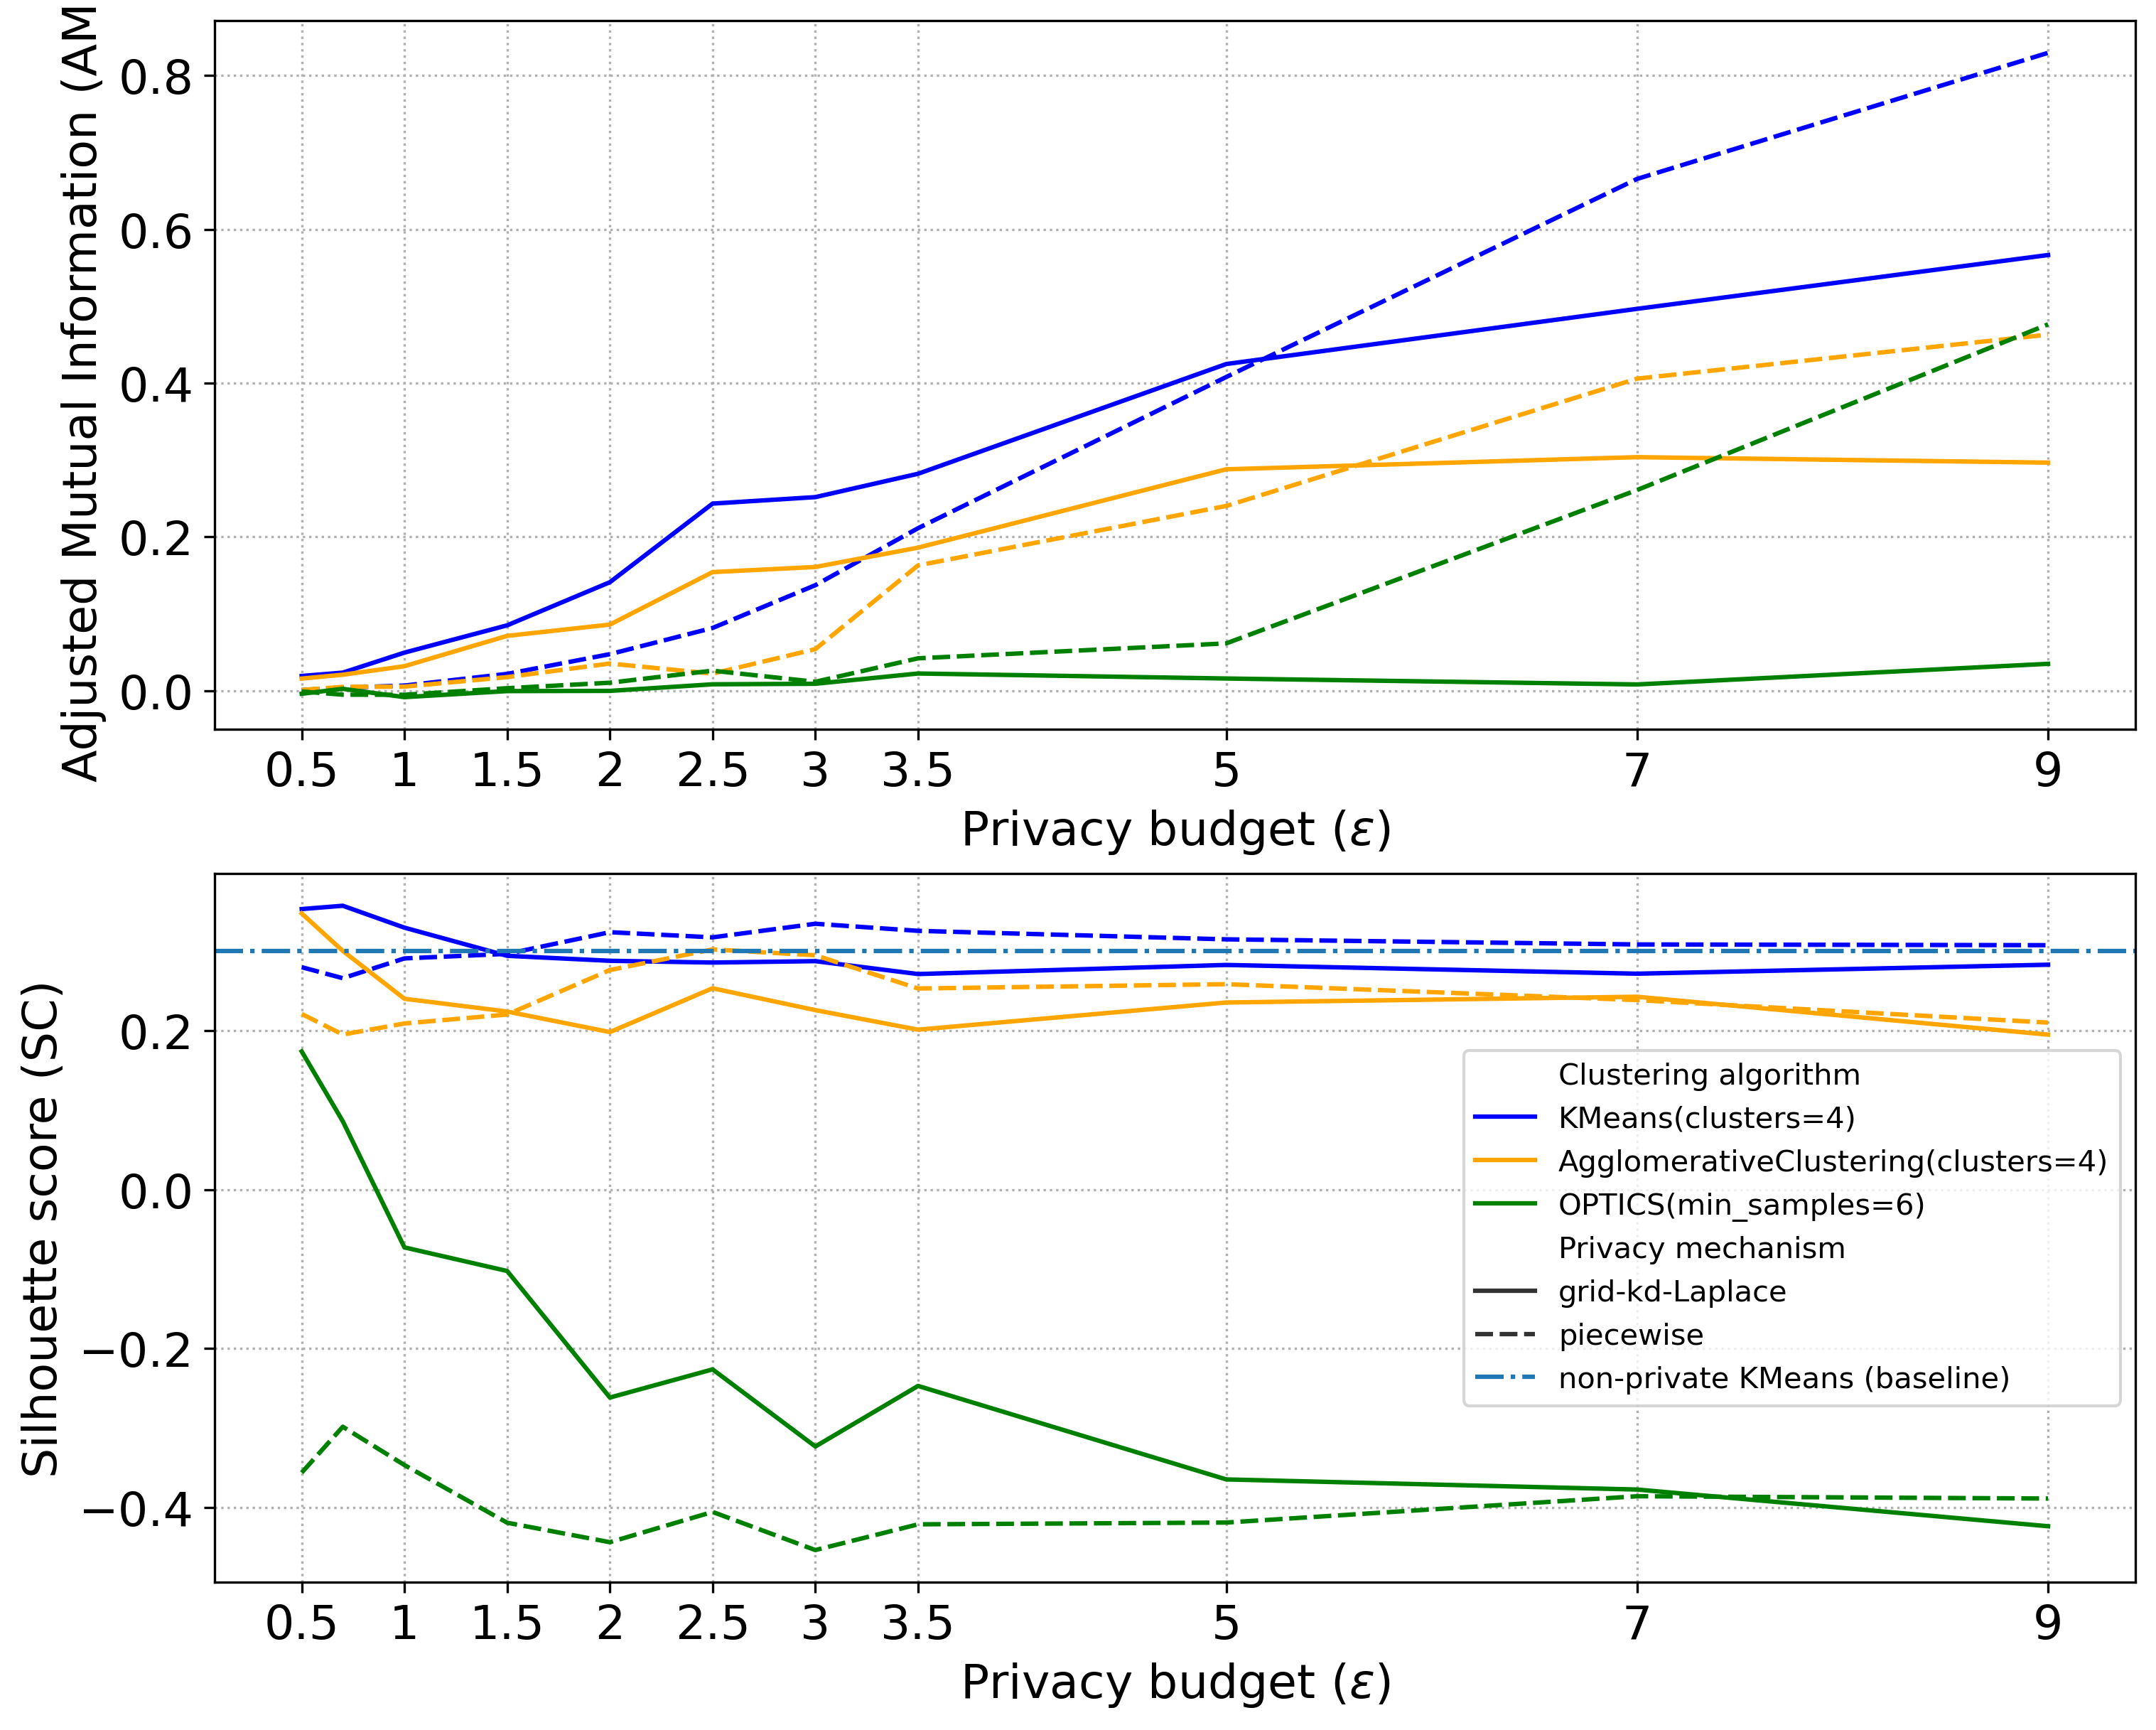 Adjusted Mutual Information (AM
0.8
0.6
0.4
0.2
0.0
0.5 1 1.5 2 2.5 3 3.5 5 7 9
Privacy budget (ε)
Silhouette score (SC)
0.2
0.0
−0.2
−0.4
Clustering algorithm
KMeans(clusters=4)
AgglomerativeClustering(clusters=4)
OPTICS(min_samples=6)
Privacy mechanism
grid-kd-Laplace
piecewise
non-private KMeans (baseline)
0.5 1 1.5 2 2.5 3 3.5 5 7 9
Privacy budget (ε)